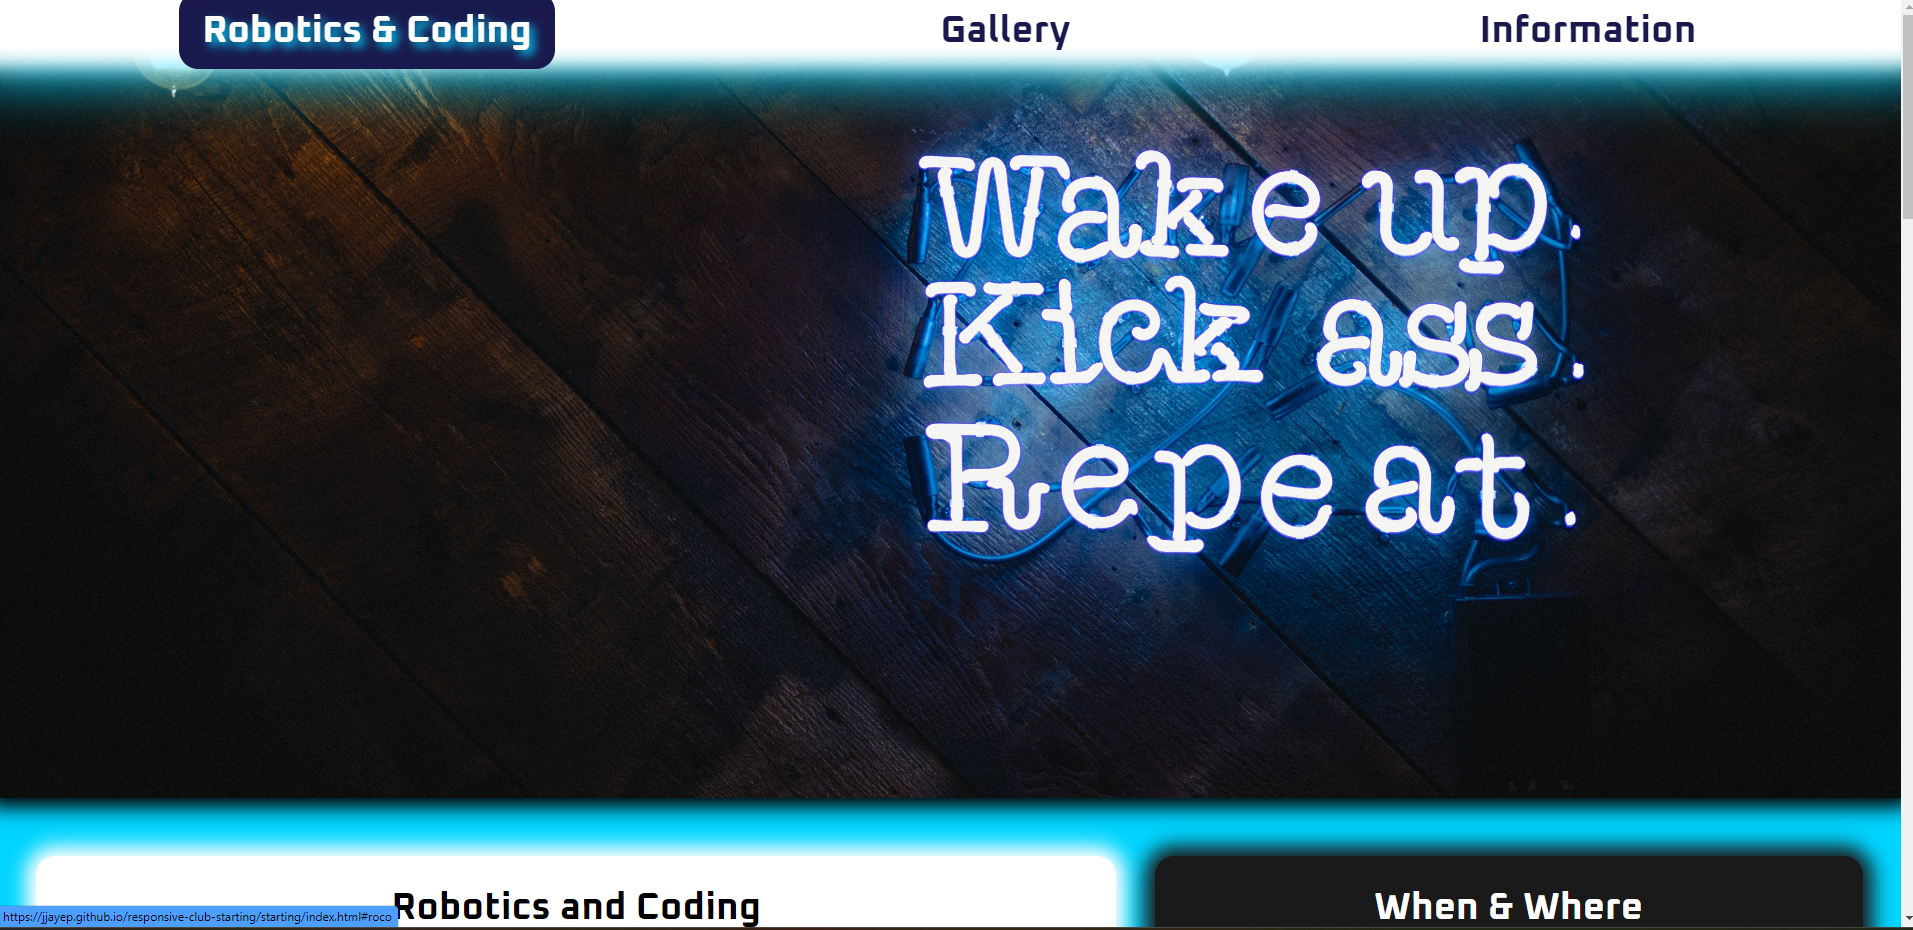 Robotics & Coding
Gallery
Information
Wake up.
Kick ass.
Repeat.
Robotics and Coding
When & Where
https://jjayep.github.io/responsive-club-starting/starting/index.html#roco